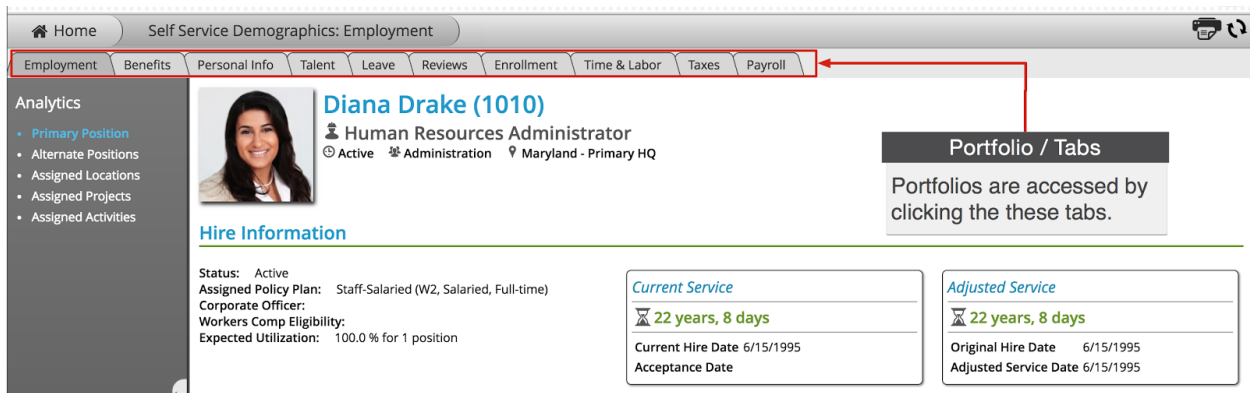 Home
Self Service Demographics: Employment
Employment Benefits Personal Info Talent Leave Reviews Enrollment Time & Labor Taxes Payroll
Analytics
Primary Position
Alternate Positions
Assigned Locations
Assigned Projects
Assigned Activities
Diana Drake (1010)
Human Resources Administrator
Active Administration Maryland - Primary HQ
Portfolio / Tabs
Portfolios are accessed by
clicking the these tabs.
Hire Information
Status: Active
Assigned Policy Plan: Staff-Salaried (W2, Salaried, Full-time)
Corporate Officer:
Workers Comp Eligibility:
Expected Utilization: 100.0 % for 1 position
Current Service
22 years, 8 days
Current Hire Date 6/15/1995
Acceptance Date
Adjusted Service
22 years, 8 days
Original Hire Date 6/15/1995
Adjusted Service Date 6/15/1995